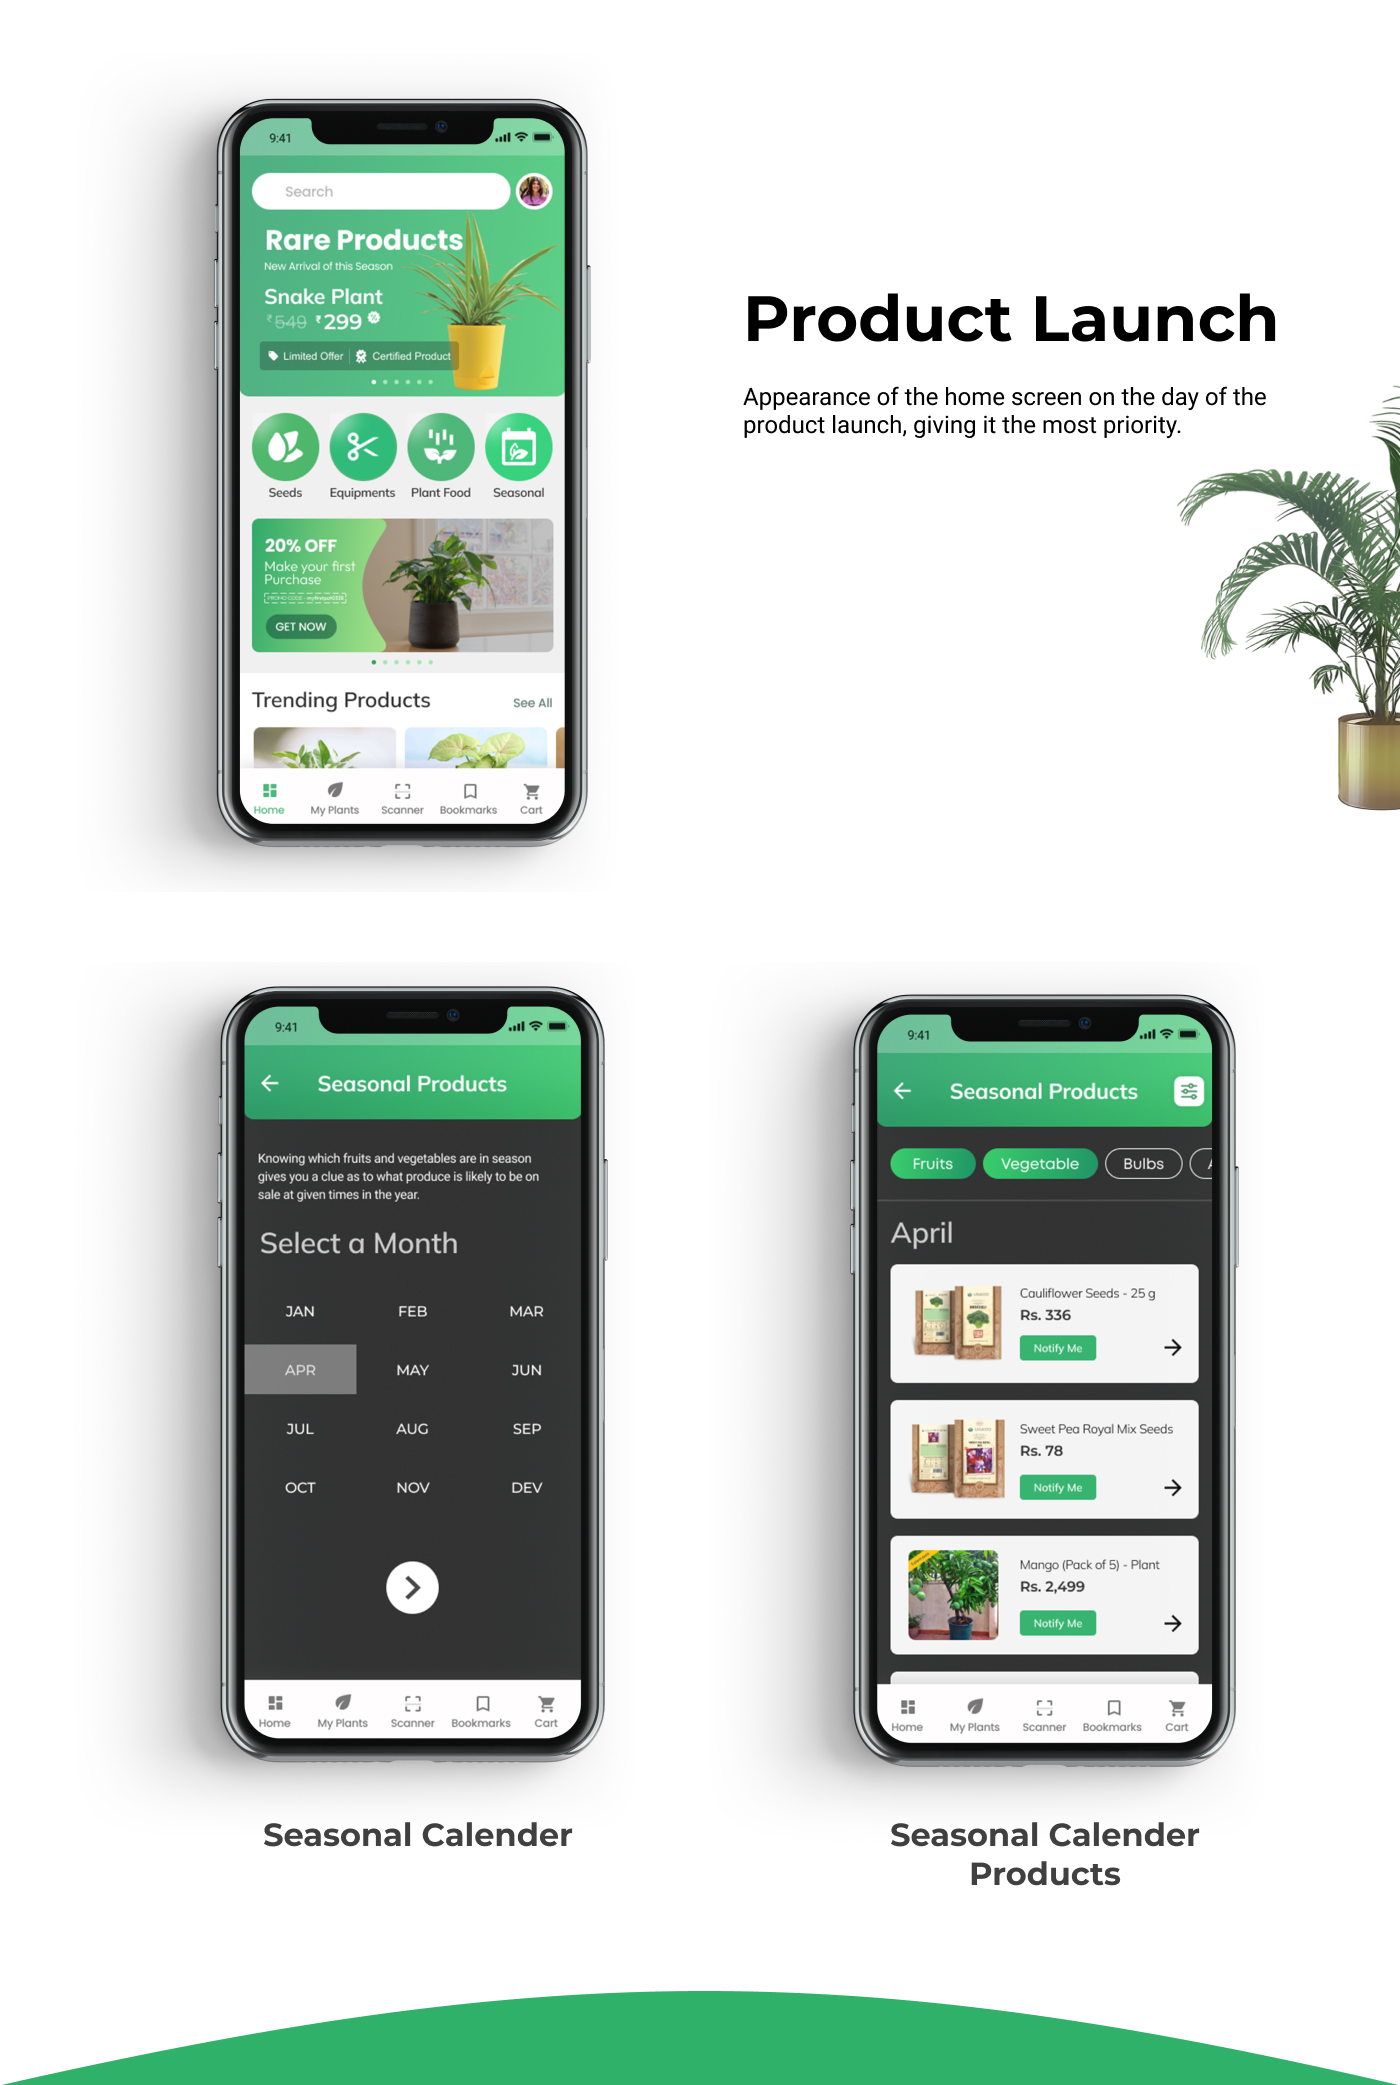 9:41
Search
Rare Products
New Arrival of this Season
Snake Plant
₹549 ₹299
Limited Offer Certified Product
Seeds Equipments Plant Food Seasonal
20% OFF
Make your first
Purchase
PROMO CODE -
GET NOW
Trending Products See All
Home My Plants Scanner Bookmarks Cart
Product Launch
Appearance of the home screen on the day of the
product launch, giving it the most priority.
9:41
Seasonal Products
Knowing which fruits and vegetables are in season
gives you a clue as to what produce is likely to be on
sale at given times in the year.
Select a Month
JAN FEB MAR
APR MAY JUN
JUL AUG SEP
OCT NOV DEV
Home My Plants Scanner Bookmarks Cart
Seasonal Calender
9:41
Seasonal Products
Fruits Vegetable Bulbs
April
Cauliflower Seeds - 25 g
Rs. 336
Notify Me
Sweet Pea Royal Mix Seeds
Rs. 78
Notify Me
Mango (Pack of 5) - Plant
Rs. 2,499
Notify Me
Home My Plants Scanner Bookmarks Cart
Seasonal Calender
Products